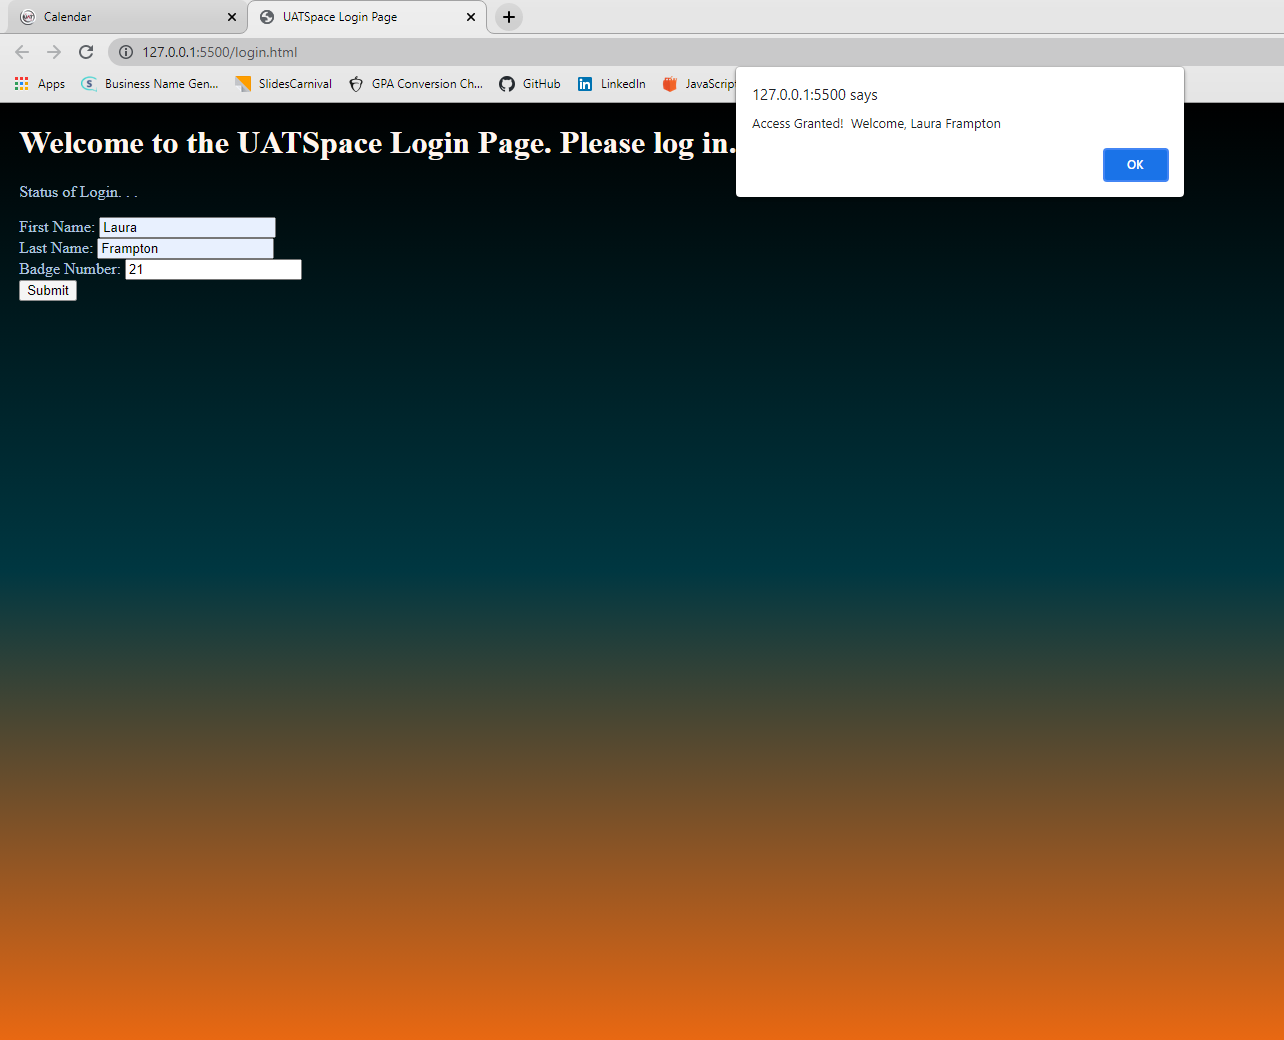 Calendar
UATSpace Login Page
127.0.0.1:5500/login.html
Apps
Business Name Gen...
SlidesCarnival
GPA Conversion Ch...
GitHub
LinkedIn
JavaScrip
127.0.0.1:5500 says
Access Granted!  Welcome, Laura Frampton
OK
Welcome to the UATSpace Login Page. Please log in.
Status of Login. . .
First Name: Laura
Last Name: Frampton
Badge Number: 21
Submit